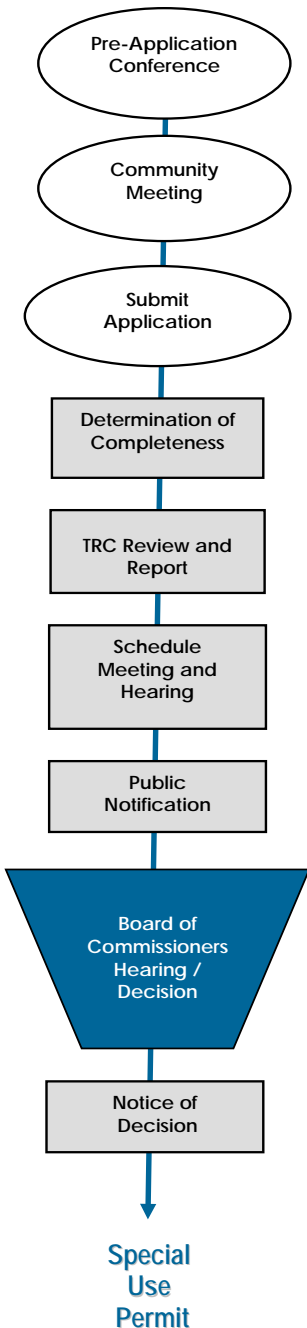 Pre-Application
Conference
Community
Meeting
Submit
Application
Determination of
Completeness
TRC Review and
Report
Schedule
Meeting and
Hearing
Public
Notification
Board of
Commissioners
Hearing /
Decision
Notice of
Decision
Special
Use
Permit